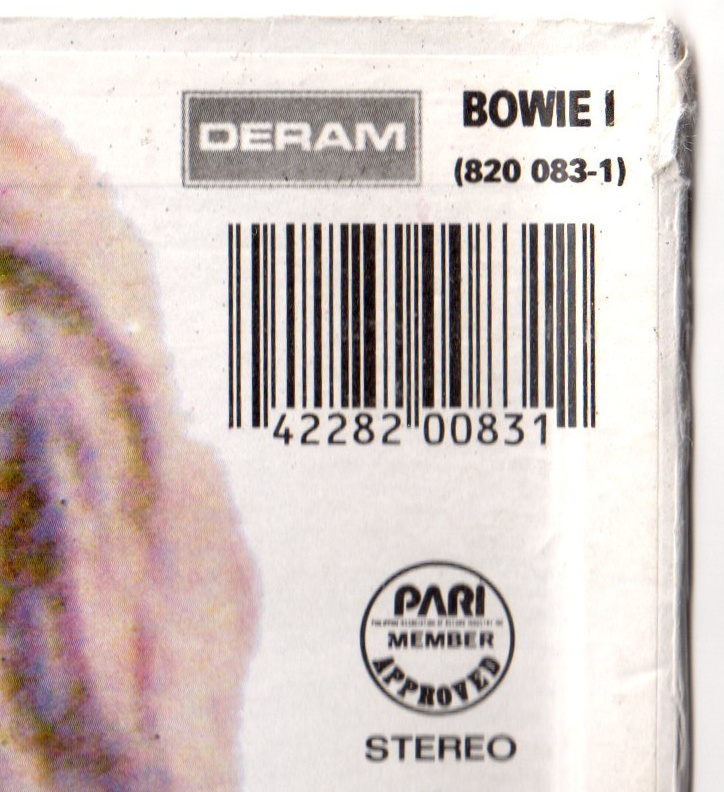 DERAM
BOWIE I
(820 083-1)
42282 00831
PARI
MEMBER
APPROVED
STEREO